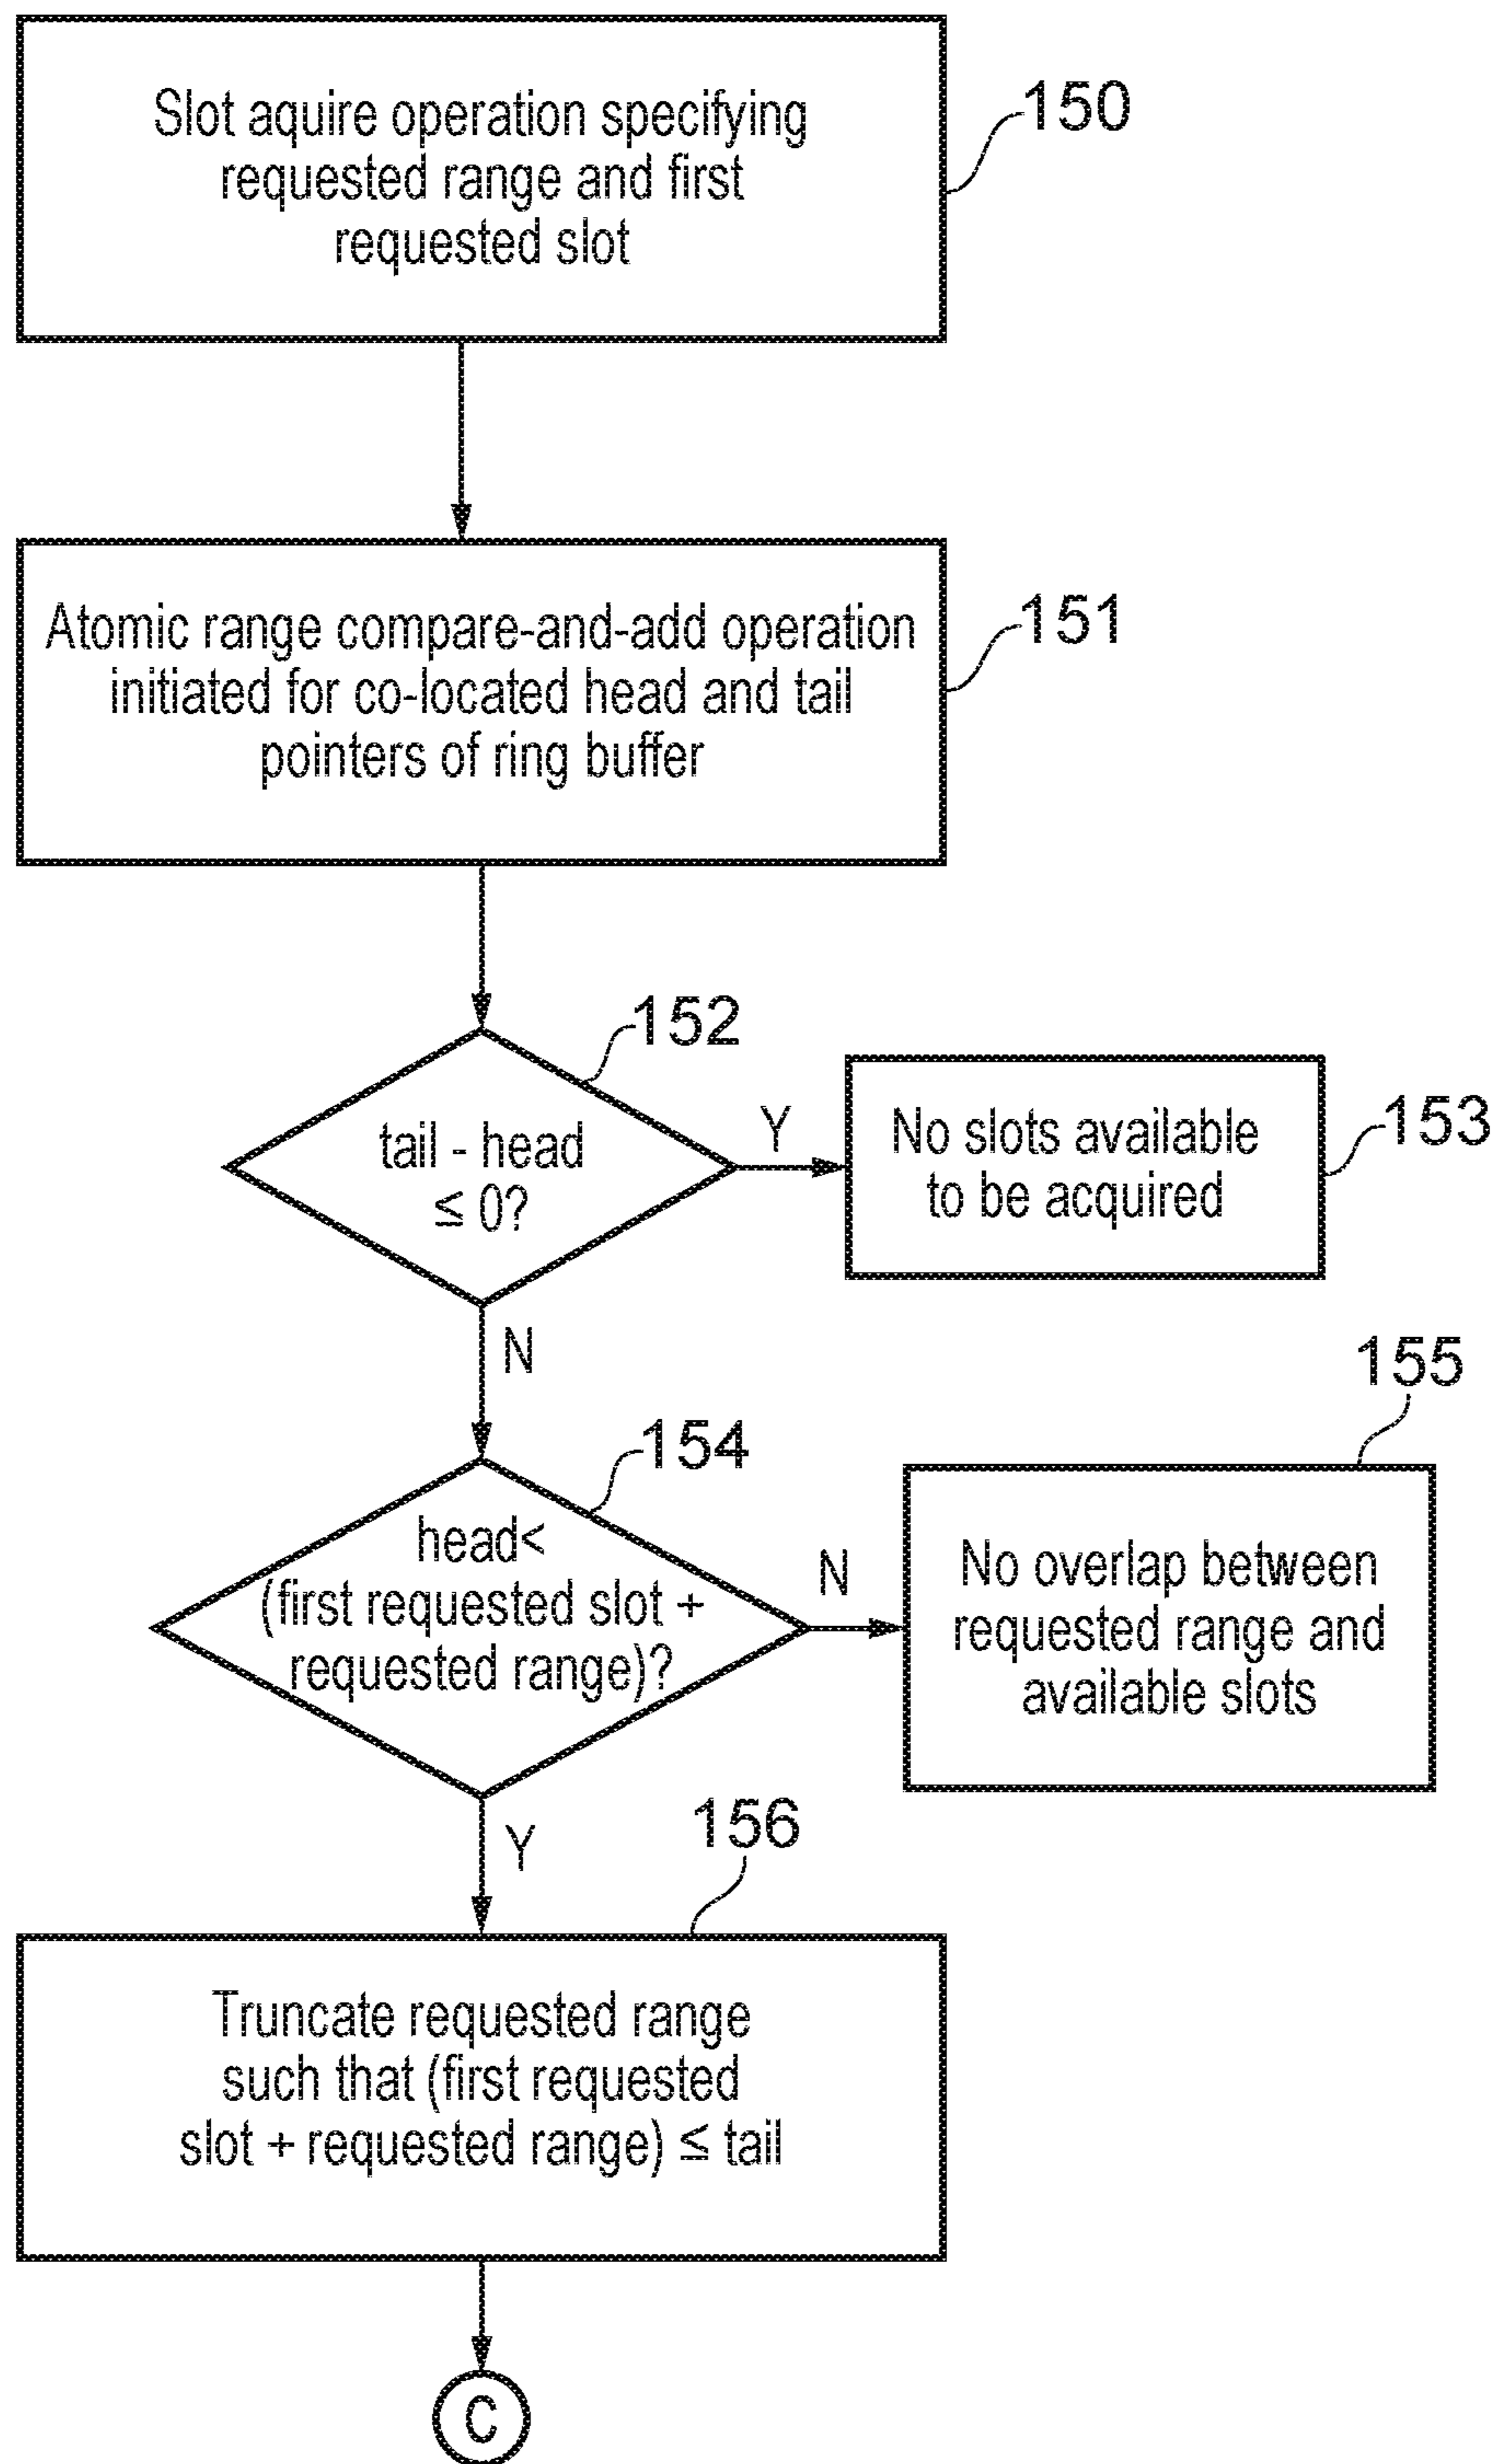 Slot aquire operation specifying
requested range and first
requested slot
150
Atomic range compare-and-add operation
initiated for co-located head and tail
pointers of ring buffer
151
152
tail - head
≤ 0?
Y
No slots available
to be acquired
153
N
154
155
head<
(first requested slot +
requested range)?
N
No overlap between
requested range and
available slots
Y
156
Truncate requested range
such that (first requested
slot + requested range) ≤ tail
C